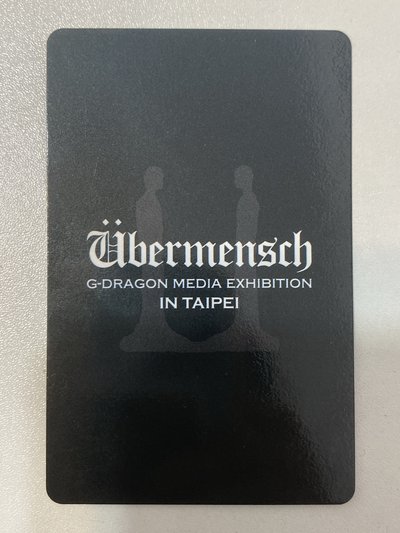 Übermensch
G-DRAGON MEDIA EXHIBITION
IN TAIPEI